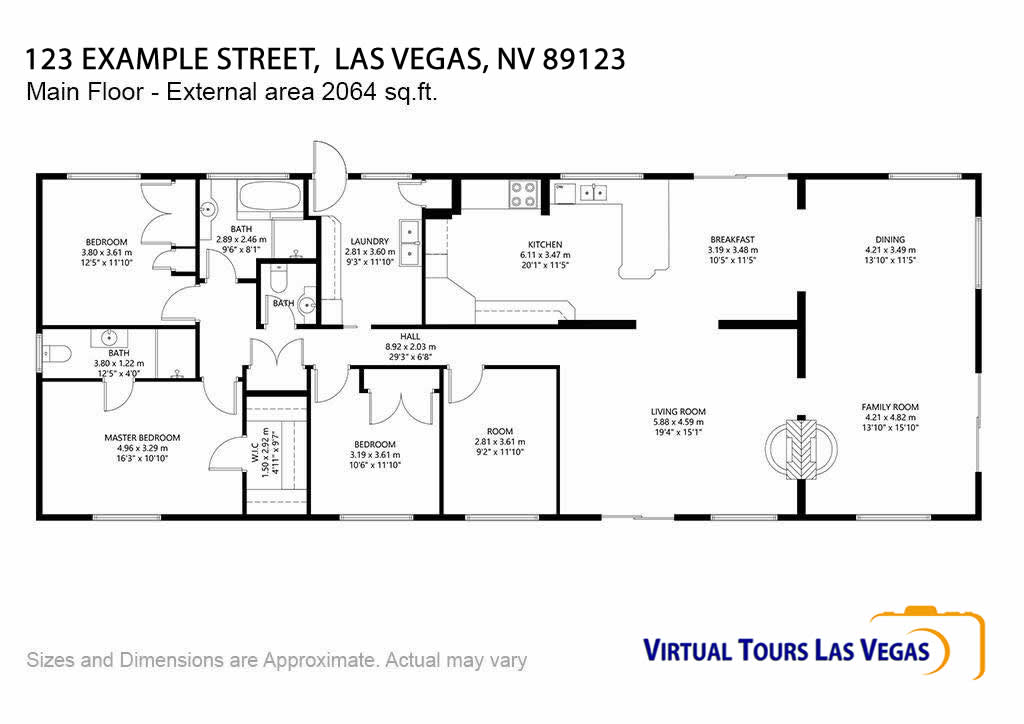 123 EXAMPLE STREET,  LAS VEGAS, NV 89123
Main Floor - External area 2064 sq.ft.
BEDROOM
3.80 x 3.61 m
12'5" x 11'10"
BATH
2.89 x 2.46 m
9'6" x 8'1"
LAUNDRY
2.81 x 3.60 m
9'3" x 11'10"
KITCHEN
6.11 x 3.47 m
20'1" x 11'5"
BREAKFAST
3.19 x 3.48 m
10'5" x 11'5"
DINING
4.21 x 3.49 m
13'10" x 11'5"
BATH
BATH
3.80 x 1.22 m
12'5" x 4'0"
HALL
8.92 x 2.03 m
29'3" x 6'8"
MASTER BEDROOM
4.96 x 3.29 m
16'3" x 10'10"
W.I.C
1.50 x 2.92 m
4'11" x 9'7"
BEDROOM
3.19 x 3.61 m
10'6" x 11'10"
ROOM
2.81 x 3.61 m
9'2" x 11'10"
LIVING ROOM
5.88 x 4.59 m
19'4" x 15'1"
FAMILY ROOM
4.21 x 4.82 m
13'10" x 15'10"
Sizes and Dimensions are Approximate. Actual may vary
VIRTUAL TOURS LAS VEGAS